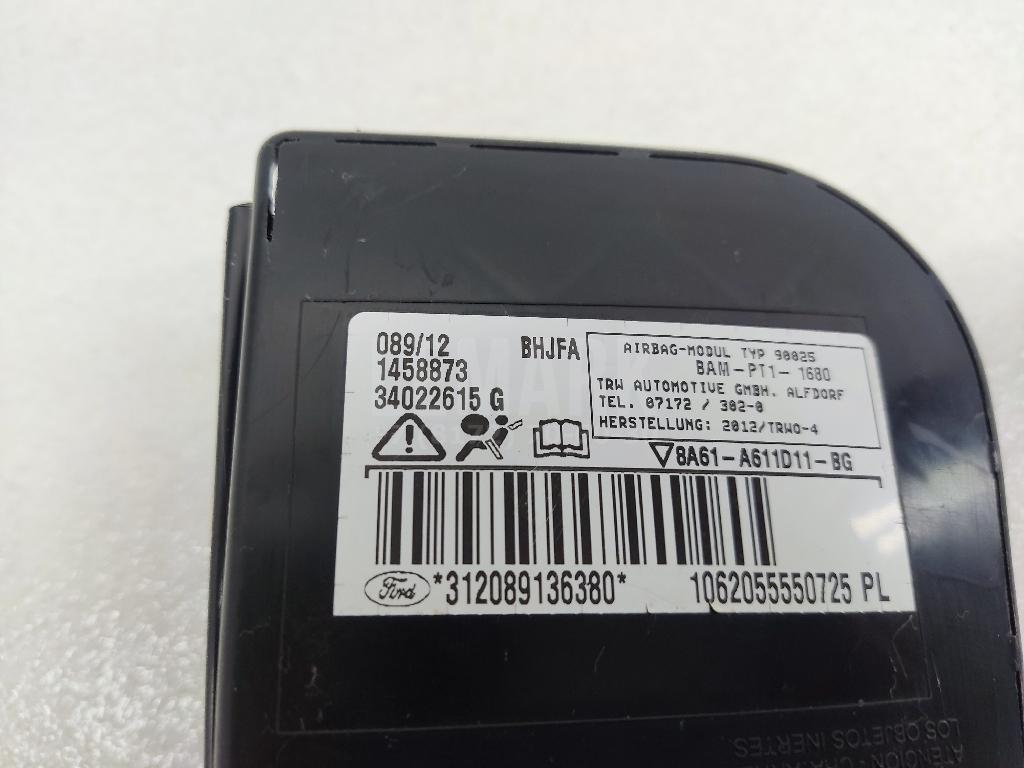 089/12
BHJFA
1458873
34022615 G
AIRBAG-MODUL TYP 90025
BAM-PT1-1680
TRW AUTOMOTIVE GMBH. ALFDORF
TEL. 07172 / 302-0
HERSTELLUNG: 2012/TRWO-4
8A61-A611D11-BG
Ford
*312089136380*
1062055550725 PL
ATENCION - 
LOS OBJETOS INERTES